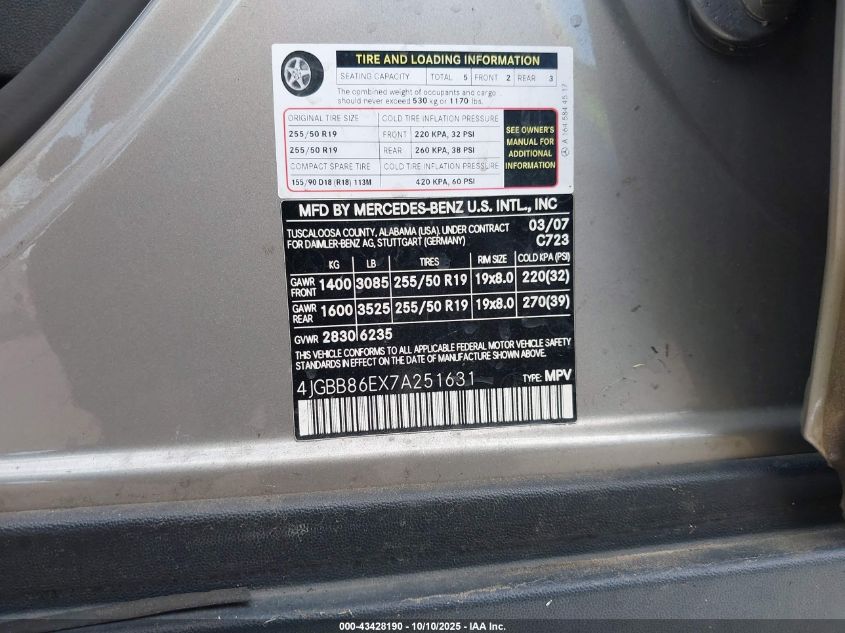 TIRE AND LOADING INFORMATION
SEATING CAPACITY TOTAL 5 FRONT 2 REAR 3
The combined weight of occupants and cargo
should never exceed 530 kg or 1170 lbs.
ORIGINAL TIRE SIZE COLD TIRE INFLATION PRESSURE
255/50 R19 FRONT 220 KPA, 32 PSI
255/50 R19 REAR 260 KPA, 38 PSI
COMPACT SPARE TIRE COLD TIRE INFLATION PRESSURE
155/90 D18 (R18) 113M 420 KPA, 60 PSI
SEE OWNER'S
MANUAL FOR
ADDITIONAL
INFORMATION
A 164 584 45 17
MFD BY MERCEDES-BENZ U.S. INTL., INC
TUSCALOOSA COUNTY, ALABAMA (USA), UNDER CONTRACT 03/07
FOR DAIMLER-BENZ AG, STUTTGART (GERMANY) C723
KG LB TIRES RIM SIZE COLD KPA (PSI)
GAWR FRONT 1400 3085 255/50 R19 19x8.0 220(32)
GAWR REAR 1600 3525 255/50 R19 19x8.0 270(39)
GVWR 2830 6235
THIS VEHICLE CONFORMS TO ALL APPLICABLE FEDERAL MOTOR VEHICLE SAFETY
STANDARDS IN EFFECT ON THE DATE OF MANUFACTURE SHOWN ABOVE.
4JGBB86EX7A251631 TYPE: MPV
000-43428190 - 10/10/2025 - IAA Inc.